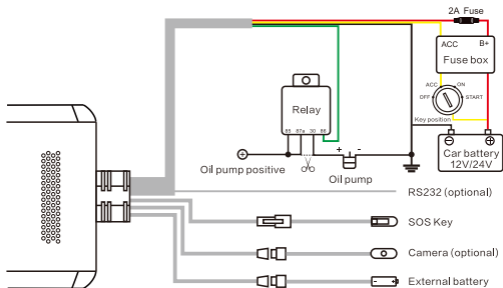 2A Fuse
ACC B+
Fuse box
ACC ON
OFF START
Key position
Relay
85 87a 30 86
+ -
Oil pump positive
Oil pump
Car battery
12V/24V
RS232 (optional)
SOS Key
Camera (optional)
- +
External battery